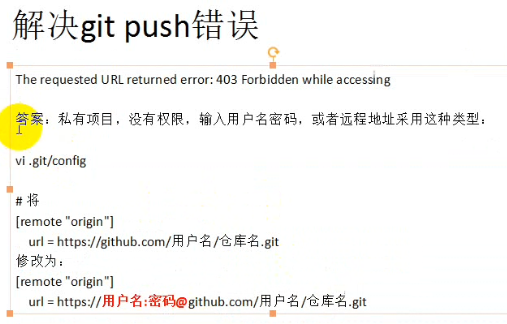 解决git push错误
The requested URL returned error: 403 Forbidden while accessing
答案：私有项目，没有权限，输入用户名密码，或者远程地址采用这种类型：
vi .git/config
# 将
[remote "origin"]
url = https://github.com/用户名/仓库名.git
修改为：
[remote "origin"]
url = https://用户名:密码@github.com/用户名/仓库名.git